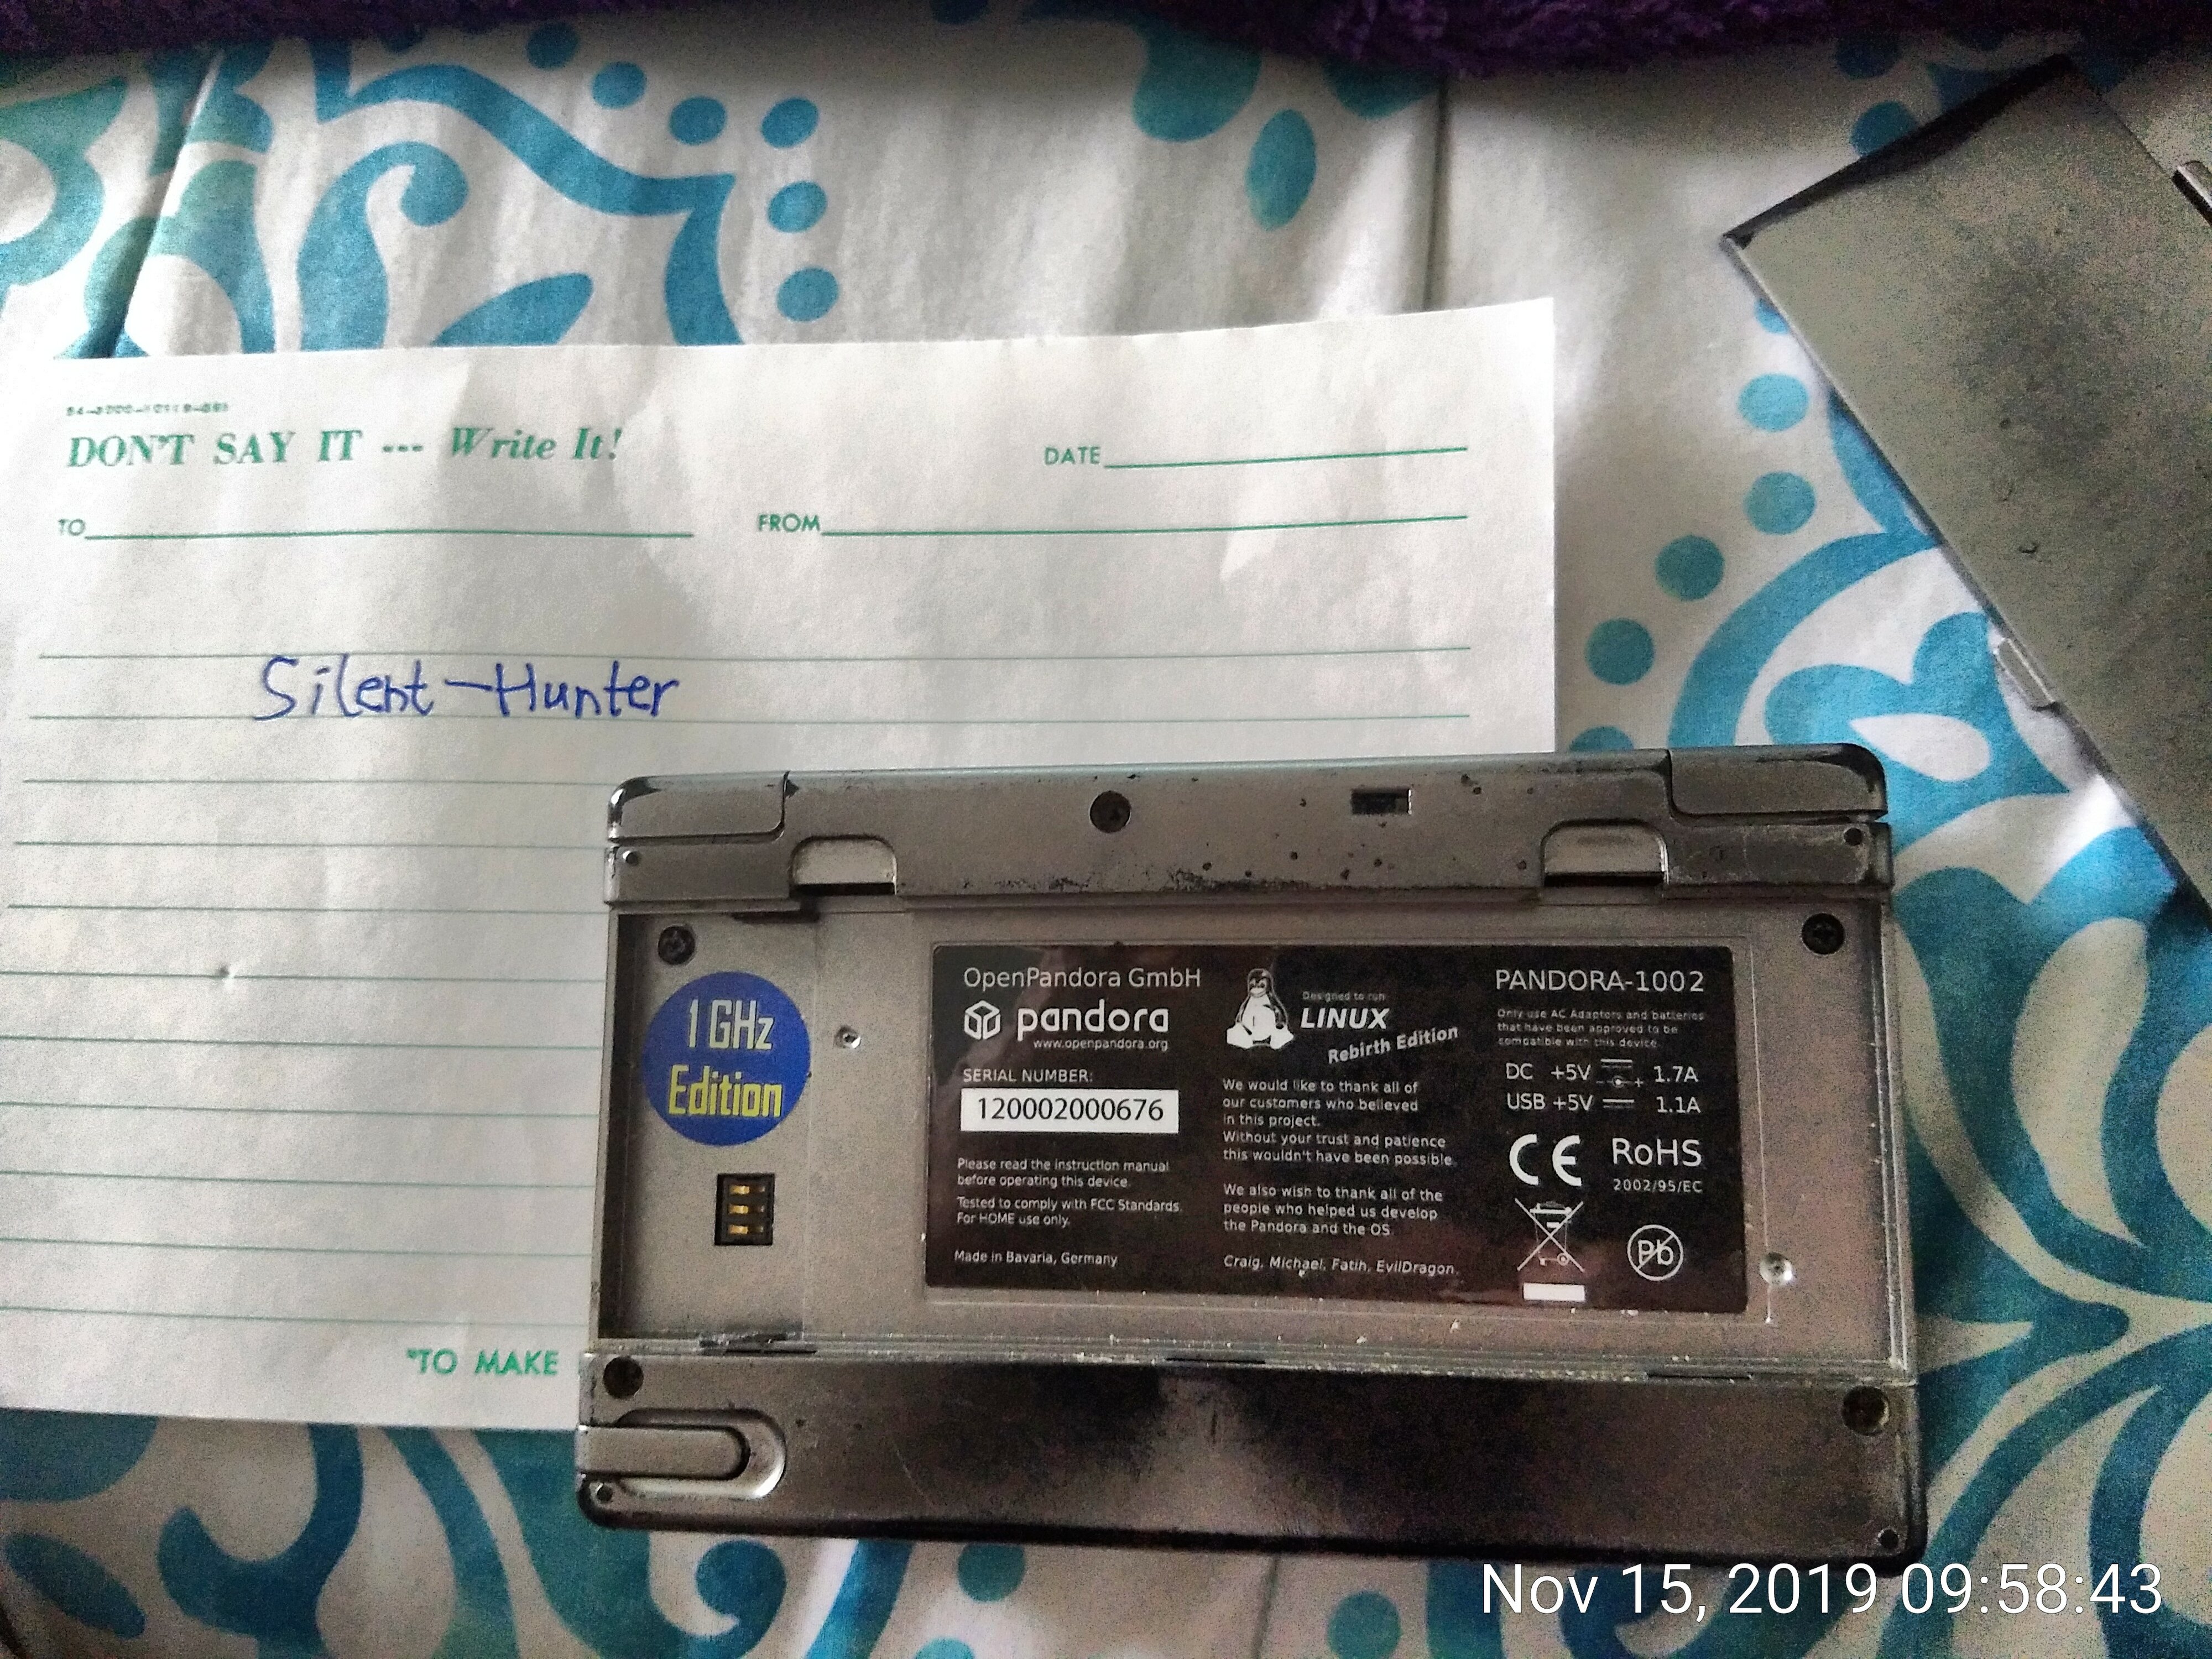 DON'T SAY IT --- Write It!
DATE
TO
FROM
Silent-Hunter
"TO MAKE
1 GHz
Edition
OpenPandora GmbH
pandora
www.openpandora.org
SERIAL NUMBER:
120002000676
Please read the instruction manual
before operating this device.
Tested to comply with FCC Standards
For HOME use only.
Made in Bavaria, Germany
Designed to run
LINUX
Rebirth Edition
We would like to thank all of
our customers who believed
in this project.
Without your trust and patience
this wouldn't have been possible.
We also wish to thank all of the
people who helped us develop
the Pandora and the OS.
Craig, Michael, Fatih, EvilDragon.
PANDORA-1002
Only use AC Adaptors and batteries
that have been approved to be
compatible with this device.
DC +5V 1.7A
USB +5V 1.1A
CE RoHS
2002/95/EC
Pb
Nov 15, 2019 09:58:43